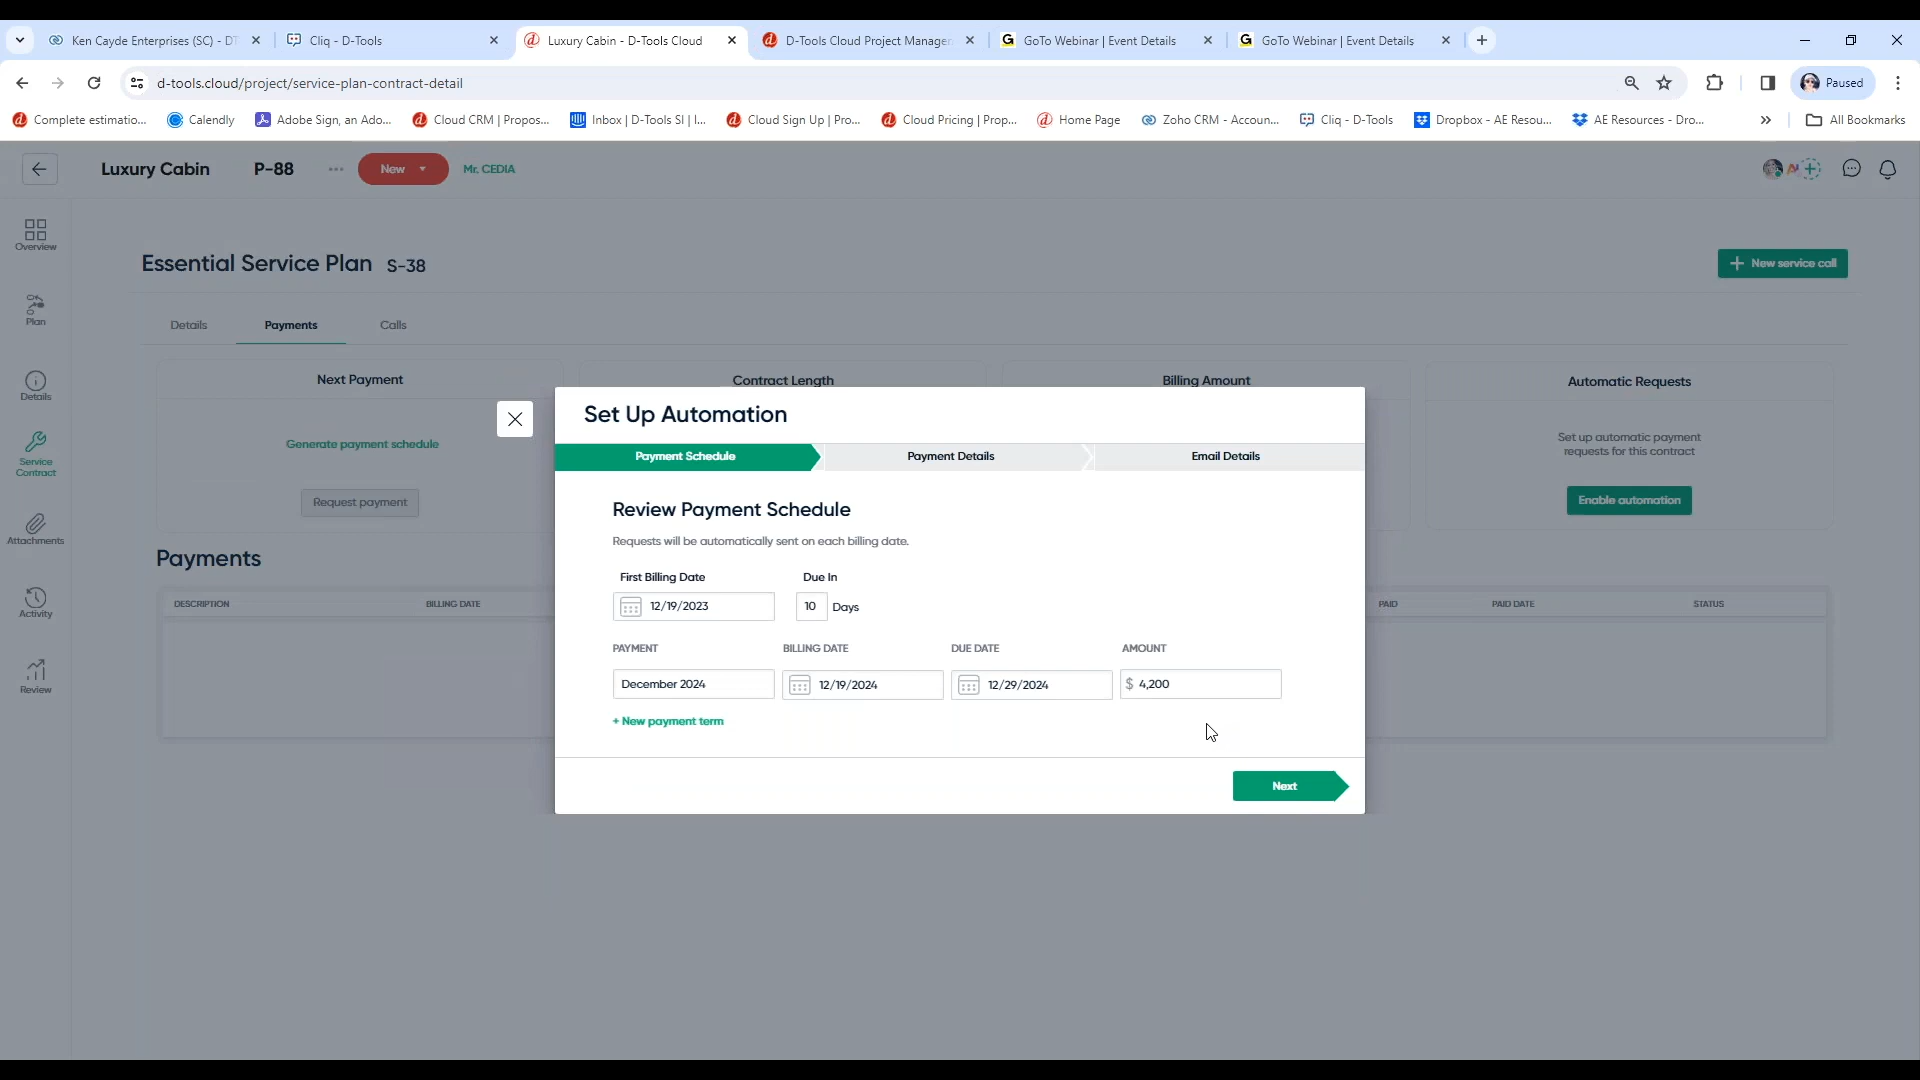 Ken Cayde Enterprises (SC) - DT
Cliq - D-Tools
Luxury Cabin - D-Tools Cloud
D-Tools Cloud Project Manager
GoTo Webinar | Event Details
GoTo Webinar | Event Details
d-tools.cloud/project/service-plan-contract-detail
Paused
Complete estimatio...
Calendly
Adobe Sign, an Ado...
Cloud CRM | Propos...
Inbox | D-Tools SI | I...
Cloud Sign Up | Pro...
Cloud Pricing | Prop...
Home Page
Zoho CRM - Accoun...
Cliq - D-Tools
Dropbox - AE Resou...
AE Resources - Dro...
All Bookmarks
Luxury Cabin
P-88
New
Mr. CEDIA
Overview
Plan
Details
Service
Contract
Attachments
Activity
Review
Essential Service Plan S-38
+ New service call
Details
Payments
Calls
Next Payment
Contract Length
Billing Amount
Automatic Requests
Generate payment schedule
Request payment
Set up automatic payment
requests for this contract
Enable automation
Payments
DESCRIPTION
BILLING DATE
PAID
PAID DATE
STATUS
Set Up Automation
Payment Schedule
Payment Details
Email Details
Review Payment Schedule
Requests will be automatically sent on each billing date.
First Billing Date
Due In
12/19/2023
10 Days
PAYMENT
BILLING DATE
DUE DATE
AMOUNT
December 2024
12/19/2024
12/29/2024
$ 4,200
+ New payment term
Next